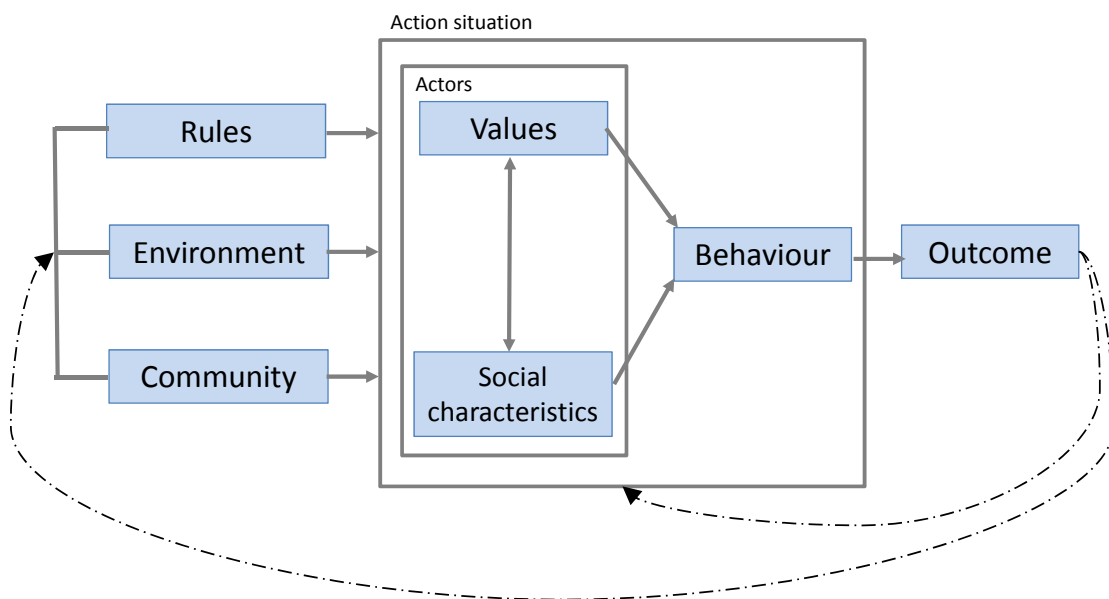 Action situation
Actors
Rules
Values
Environment
Behaviour
Outcome
Community
Social
characteristics